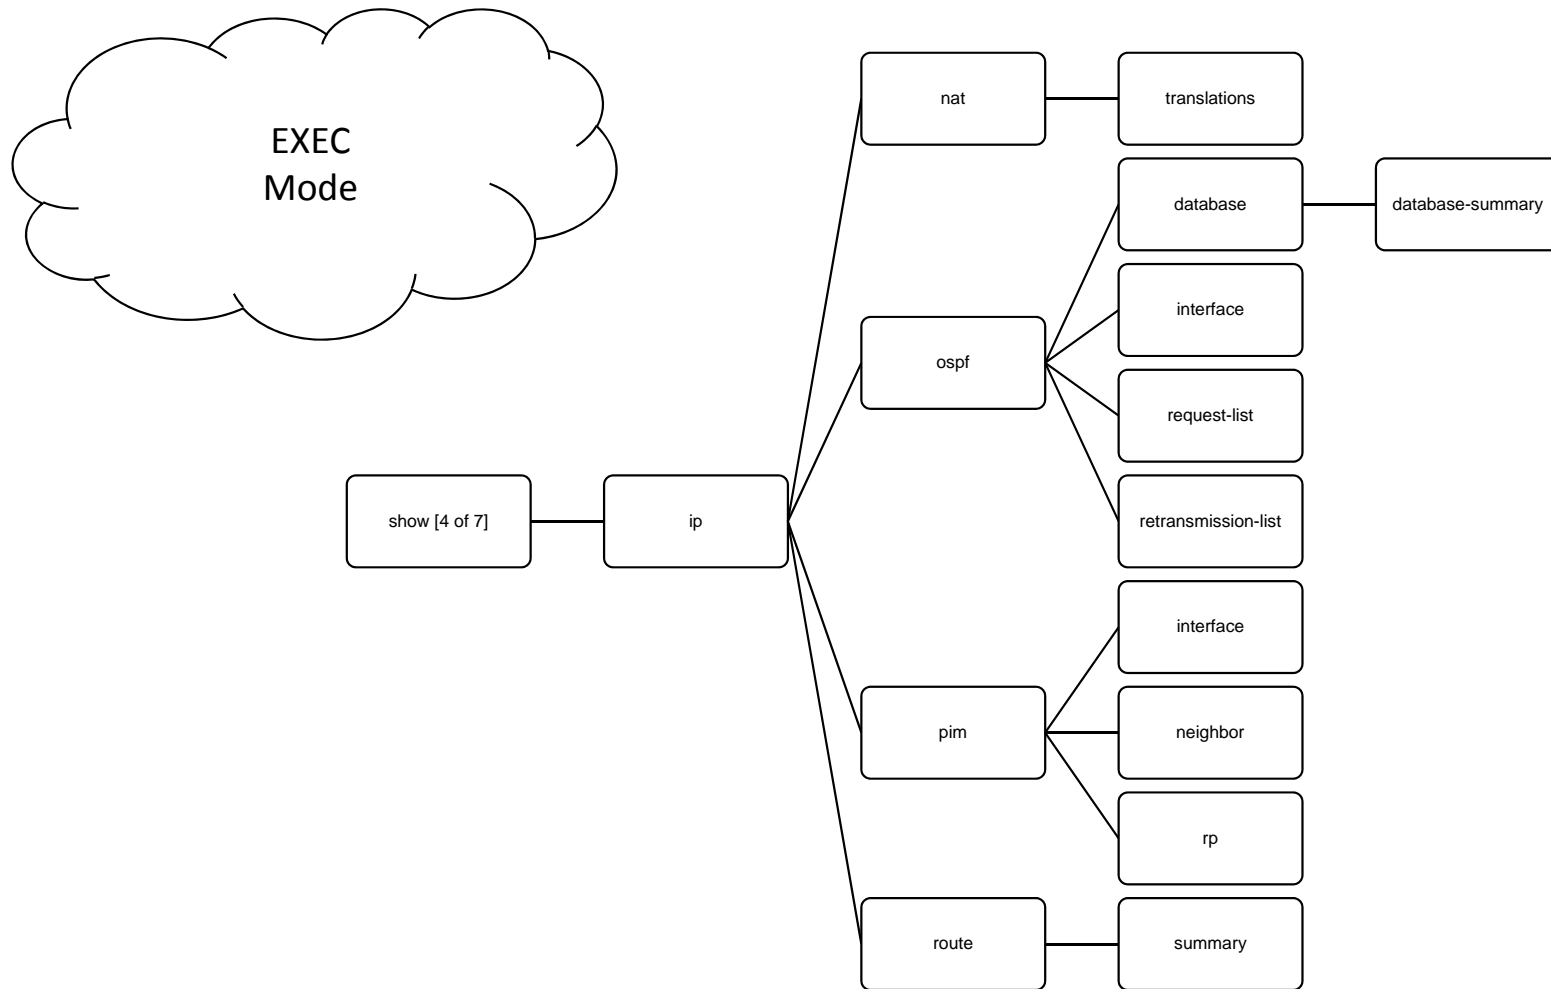 EXEC
Mode
show [4 of 7]
ip
nat
translations
ospf
database
database-summary
interface
request-list
retransmission-list
pim
interface
neighbor
rp
route
summary